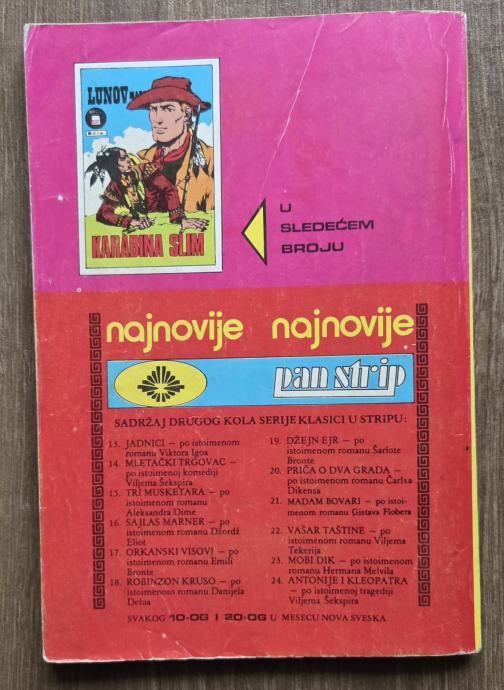 LUNOV
KARABINA SLIM
U
SLEDEĆEM
BROJU
najnovije najnovije
pan strip
SADRŽAJ DRUGOG KOLA SERIJE KLASICI U STRIPU:
13. JADNICI — po istoimenom
romanu Viktora Igoa
14. MLETAČKI TRGOVAC —
po istoimenoj komediji
Viljema Šekspira
15. TRI MUSKETARA — po
istoimenom romanu
Aleksandra Dime
16. SAJLAS MARNER — po
istoimenom romanu Džordž
Eliot
17. ORKANSKI VISOVI — po
istoimenom romanu Emili
Bronte
18. ROBINZON KRUSO — po
istoimenom romanu Danijela
Defoa
19. DŽEJN EJR — po
istoimenom romanu Šarlote
Bronte
20. PRIČA O DVA GRADA —
po istoimenom romanu Čarlsa
Dikensa
21. MADAM BOVARI — po istoi-
menom romanu Gistava Flobera
22. VAŠAR TAŠTINE — po
istoimenom romanu Viljema
Tekerija
23. MOBI DIK — po istoimenom
romanu Hermana Melvila
24. ANTONIJE I KLEOPATRA
— po istoimenoj tragediji
Viljema Šekspira
SVAKOG 10-OG I 20-OG U MESECU NOVA SVESKA